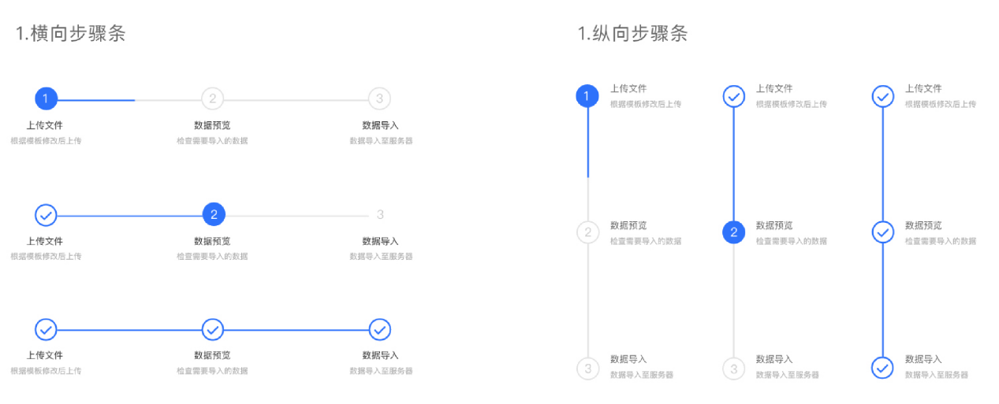 1.横向步骤条
1 2 3
上传文件 数据预览 数据导入
根据模板修改后上传 检查需要导入的数据 数据导入至服务器
2 3
上传文件 数据预览 数据导入
根据模板修改后上传 检查需要导入的数据 数据导入至服务器
上传文件 数据预览 数据导入
根据模板修改后上传 检查需要导入的数据 数据导入至服务器
1.纵向步骤条
1 上传文件
根据模板修改后上传
2 数据预览
检查需要导入的数据
3 数据导入
数据导入至服务器
上传文件
根据模板修改后上传
2 数据预览
检查需要导入的数据
3 数据导入
数据导入至服务器
上传文件
根据模板修改后上传
数据预览
检查需要导入的数据
数据导入
数据导入至服务器